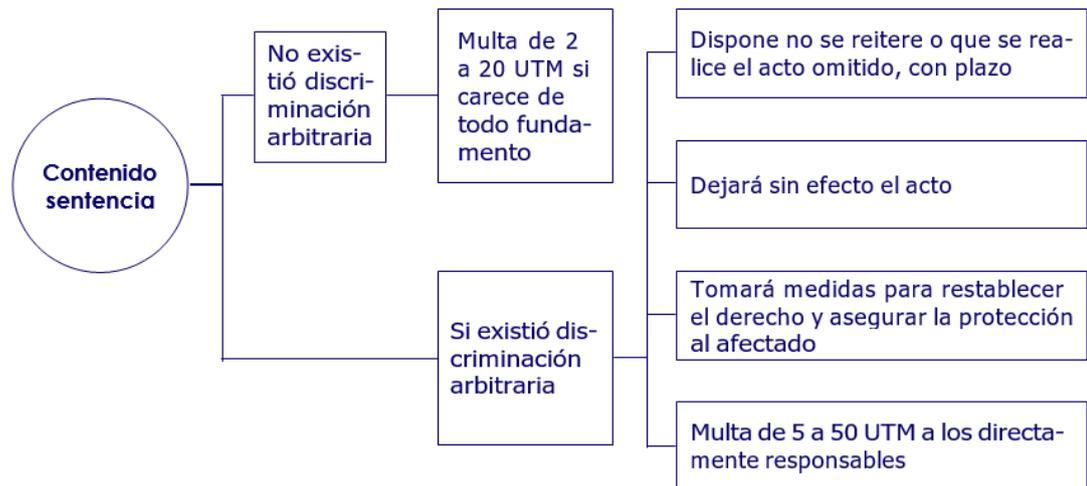 Contenido
sentencia
No exis-
tió discri-
minación
arbitraria
Multa de 2
a 20 UTM si
carece de
todo funda-
mento
Si existió dis-
criminación
arbitraria
Dispone no se reitere o que se rea-
lice el acto omitido, con plazo
Dejará sin efecto el acto
Tomará medidas para restablecer
el derecho y asegurar la protección
al afectado
Multa de 5 a 50 UTM a los directa-
mente responsables